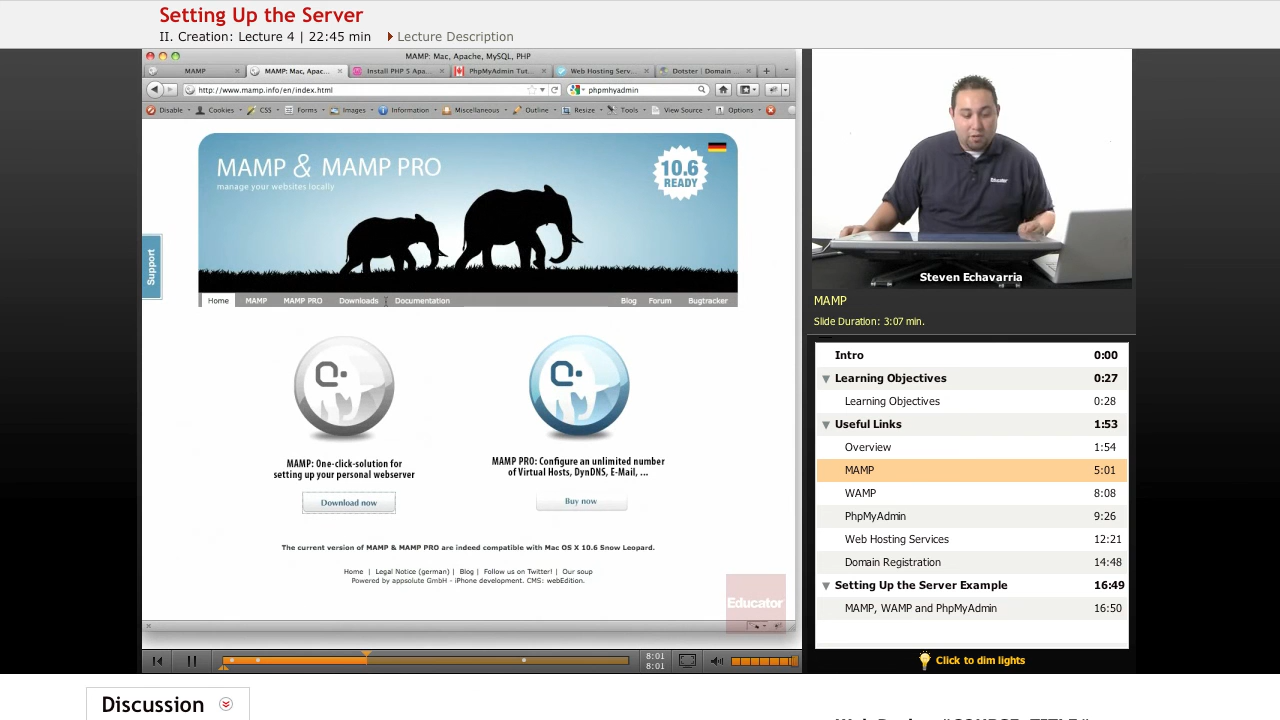 Setting Up the Server
II. Creation: Lecture 4 | 22:45 min
Lecture Description
MAMP: Mac, Apache, MySQL, PHP
MAMP
MAMP: Mac, Apac...
Install PHP 5 Apa...
PhpMyAdmin Tut...
Web Hosting Serv...
Dotster | Domain ...
http://www.mamp.info/en/index.html
phpmhyadmin
Disable
Cookies
CSS
Forms
Images
Information
Miscellaneous
Outline
Resize
Tools
View Source
Options
MAMP & MAMP PRO
manage your websites locally
10.6
READY
Support
Home
MAMP
MAMP PRO
Downloads
Documentation
Blog
Forum
Bugtracker
MAMP: One-click-solution for
setting up your personal webserver
Download now
MAMP PRO: Configure an unlimited number
of Virtual Hosts, DynDNS, E-Mail, ...
Buy now
The current version of MAMP & MAMP PRO are indeed compatible with Mac OS X 10.6 Snow Leopard.
Home | Legal Notice (german) | Blog | Follow us on Twitter! | Our soup
Powered by appsolute GmbH - iPhone development. CMS: webEdition.
Educator
8:01
8:01
Educator
Steven Echavarria
MAMP
Slide Duration: 3:07 min.
Intro 0:00
Learning Objectives 0:27
Learning Objectives 0:28
Useful Links 1:53
Overview 1:54
MAMP 5:01
WAMP 8:08
PhpMyAdmin 9:26
Web Hosting Services 12:21
Domain Registration 14:48
Setting Up the Server Example 16:49
MAMP, WAMP and PhpMyAdmin 16:50
Click to dim lights
Discussion